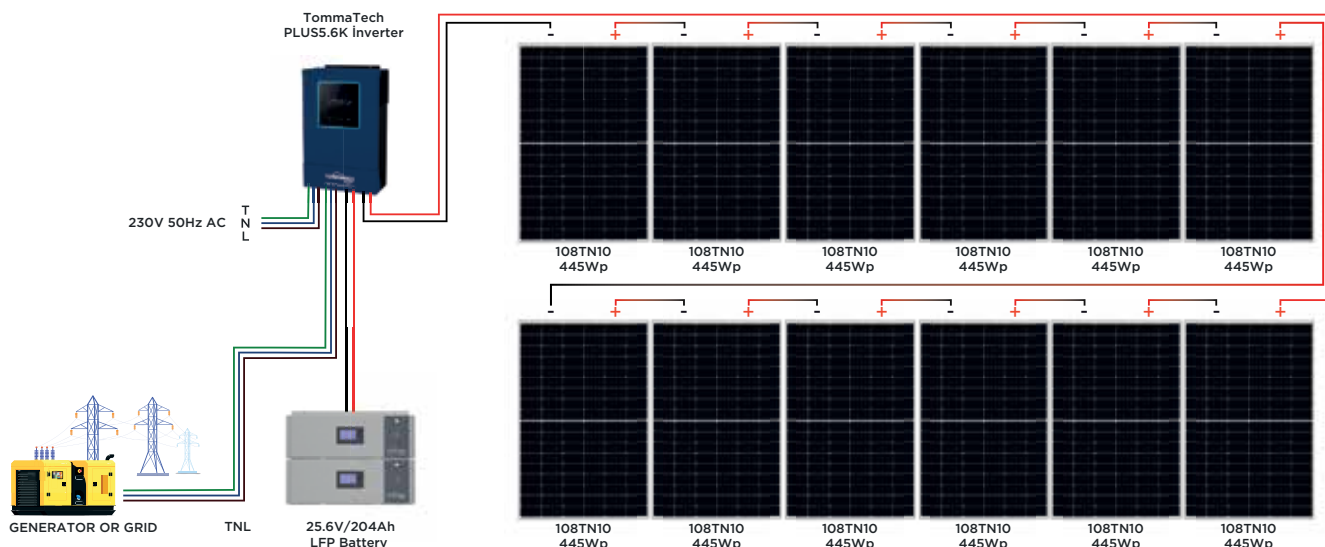 TommaTech
PLUS5.6K İnverter
- + - + - + - + - + - +
108TN10 108TN10 108TN10 108TN10 108TN10 108TN10
445Wp 445Wp 445Wp 445Wp 445Wp 445Wp
230V 50Hz AC
T
N
L
- + - + - + - + - + - +
108TN10 108TN10 108TN10 108TN10 108TN10 108TN10
445Wp 445Wp 445Wp 445Wp 445Wp 445Wp
GENERATOR OR GRID
TNL
25.6V/204Ah
LFP Battery